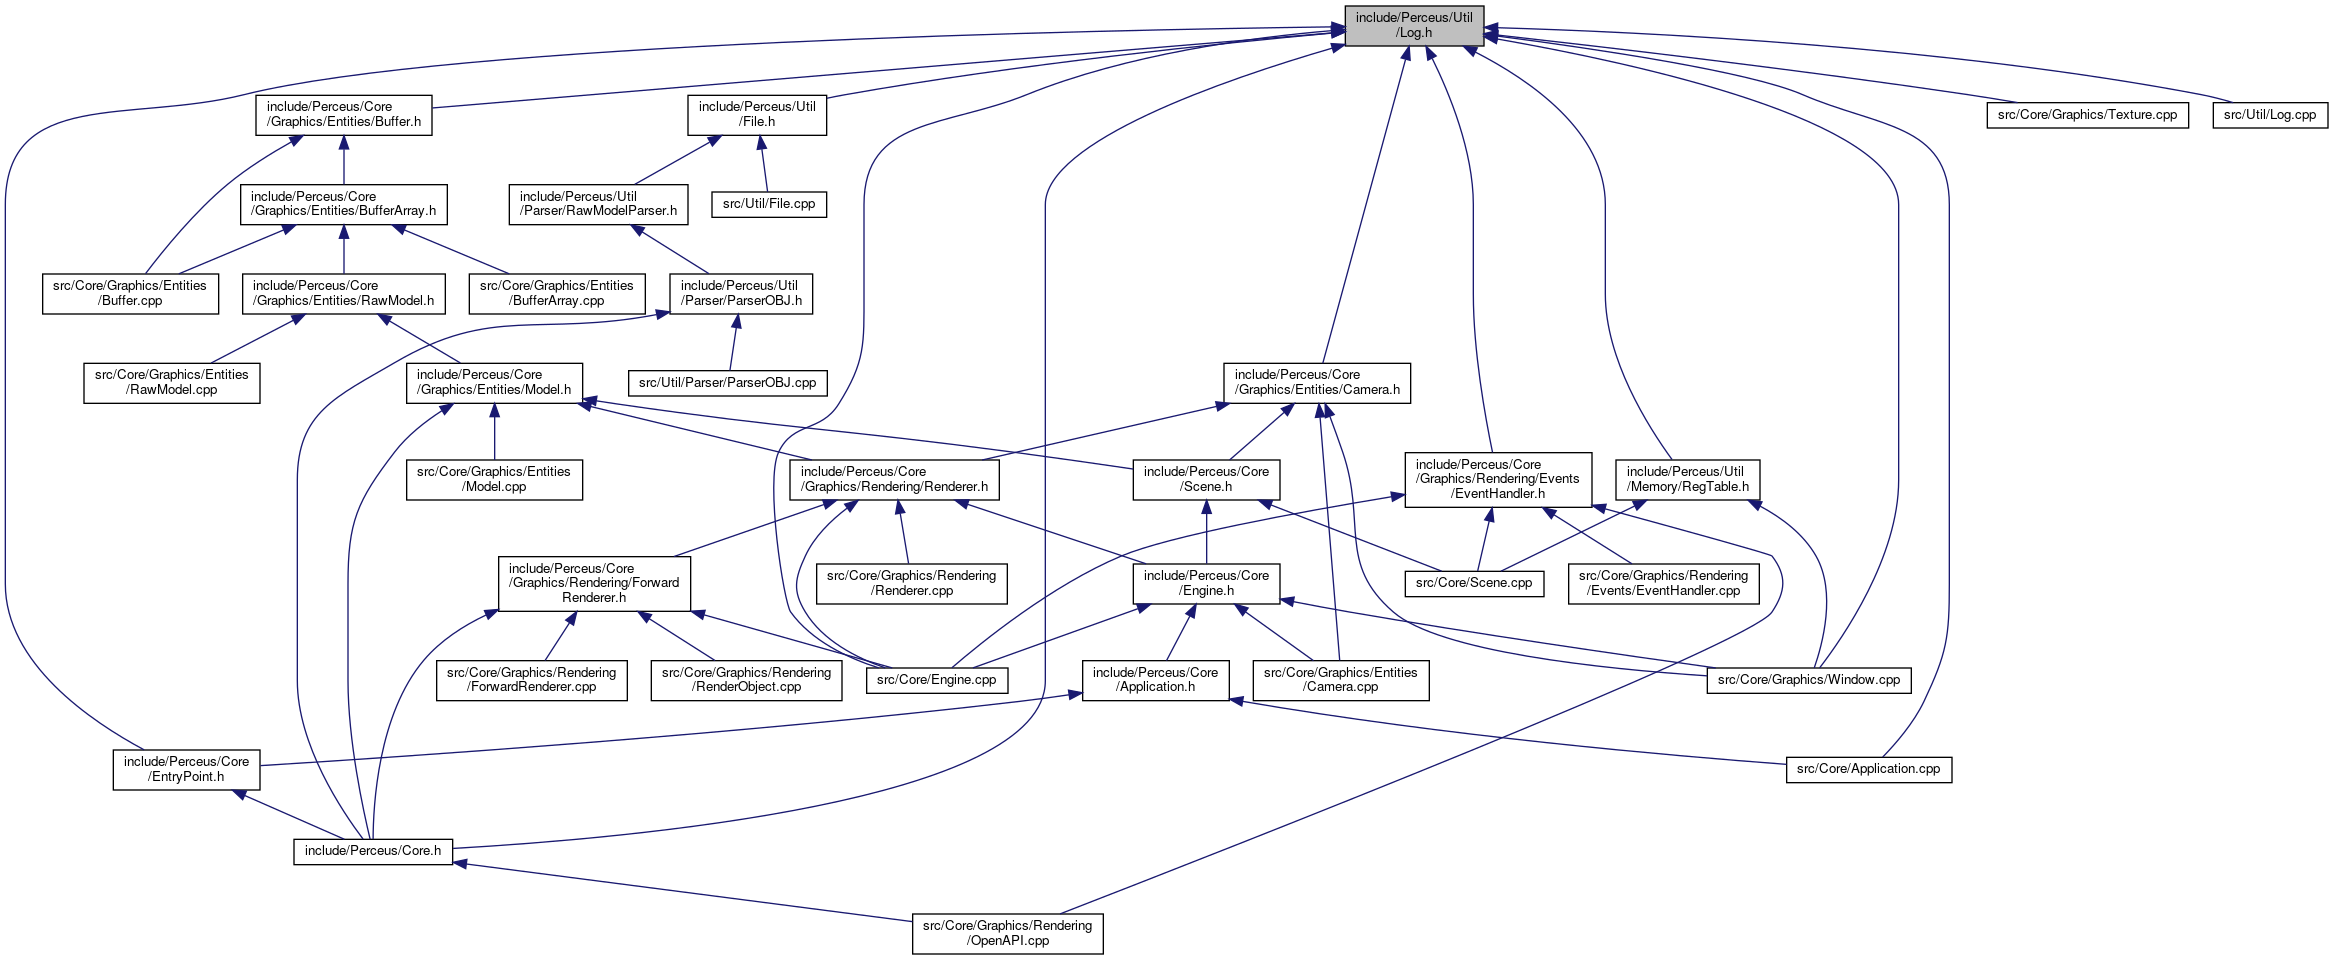 include/Perceus/Util
/Log.h
include/Perceus/Core
/Graphics/Entities/Buffer.h
include/Perceus/Util
/File.h
src/Core/Graphics/Texture.cpp
src/Util/Log.cpp
include/Perceus/Core
/Graphics/Entities/BufferArray.h
include/Perceus/Util
/Parser/RawModelParser.h
src/Util/File.cpp
src/Core/Graphics/Entities
/Buffer.cpp
include/Perceus/Core
/Graphics/Entities/RawModel.h
src/Core/Graphics/Entities
/BufferArray.cpp
include/Perceus/Util
/Parser/ParserOBJ.h
src/Core/Graphics/Entities
/RawModel.cpp
include/Perceus/Core
/Graphics/Entities/Model.h
src/Util/Parser/ParserOBJ.cpp
include/Perceus/Core
/Graphics/Entities/Camera.h
src/Core/Graphics/Entities
/Model.cpp
include/Perceus/Core
/Graphics/Rendering/Renderer.h
include/Perceus/Core
/Scene.h
include/Perceus/Core
/Graphics/Rendering/Events
/EventHandler.h
include/Perceus/Util
/Memory/RegTable.h
include/Perceus/Core
/Graphics/Rendering/Forward
Renderer.h
src/Core/Graphics/Rendering
/Renderer.cpp
include/Perceus/Core
/Engine.h
src/Core/Scene.cpp
src/Core/Graphics/Rendering
/Events/EventHandler.cpp
src/Core/Graphics/Rendering
/ForwardRenderer.cpp
src/Core/Graphics/Rendering
/RenderObject.cpp
src/Core/Engine.cpp
include/Perceus/Core
/Application.h
src/Core/Graphics/Entities
/Camera.cpp
src/Core/Graphics/Window.cpp
include/Perceus/Core
/EntryPoint.h
src/Core/Application.cpp
include/Perceus/Core.h
src/Core/Graphics/Rendering
/OpenAPI.cpp